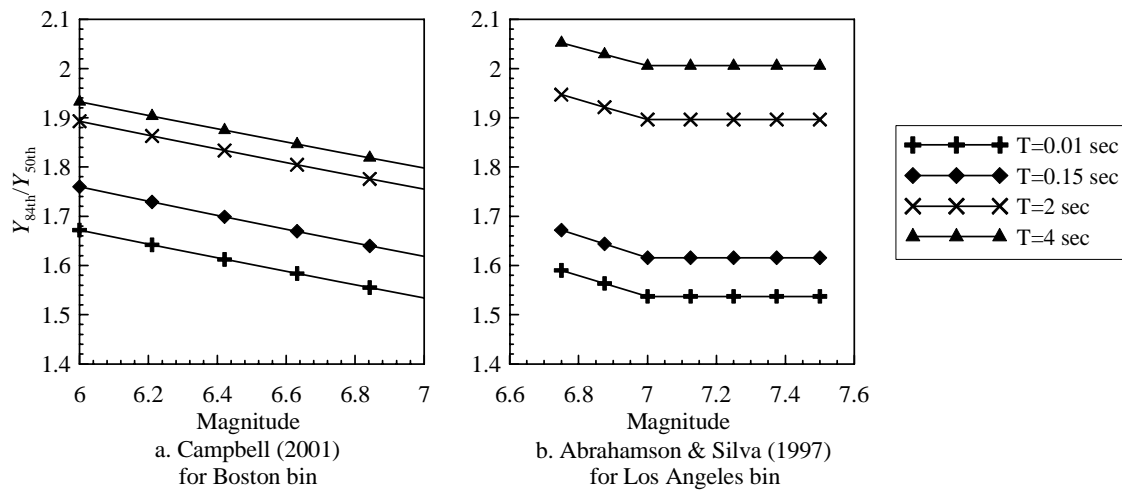 2.1
2
1.9
1.8
1.7
1.6
1.5
1.4
Y84th/Y50th
6 6.2 6.4 6.6 6.8 7
Magnitude
a. Campbell (2001)
for Boston bin
2.1
2
1.9
1.8
1.7
1.6
1.5
1.4
6.6 6.8 7 7.2 7.4 7.6
Magnitude
b. Abrahamson & Silva (1997)
for Los Angeles bin
T=0.01 sec
T=0.15 sec
T=2 sec
T=4 sec